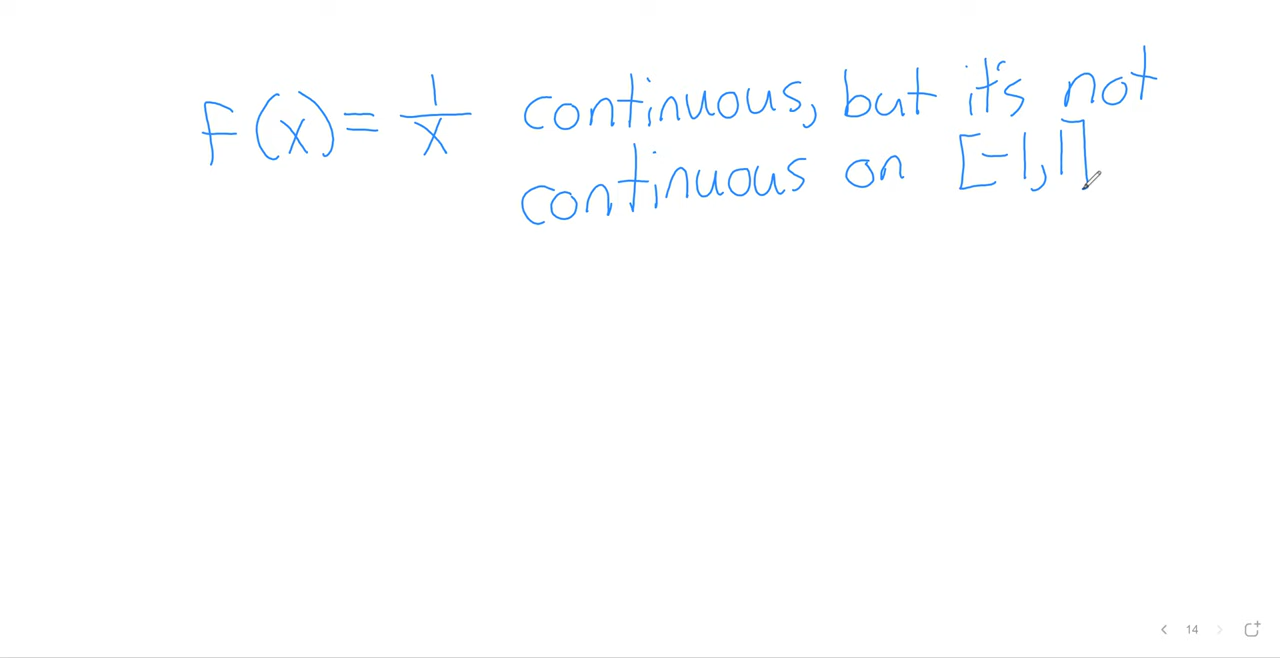 F(x) = 1/x continuous, but it's not
continuous on [-1, 1]
14